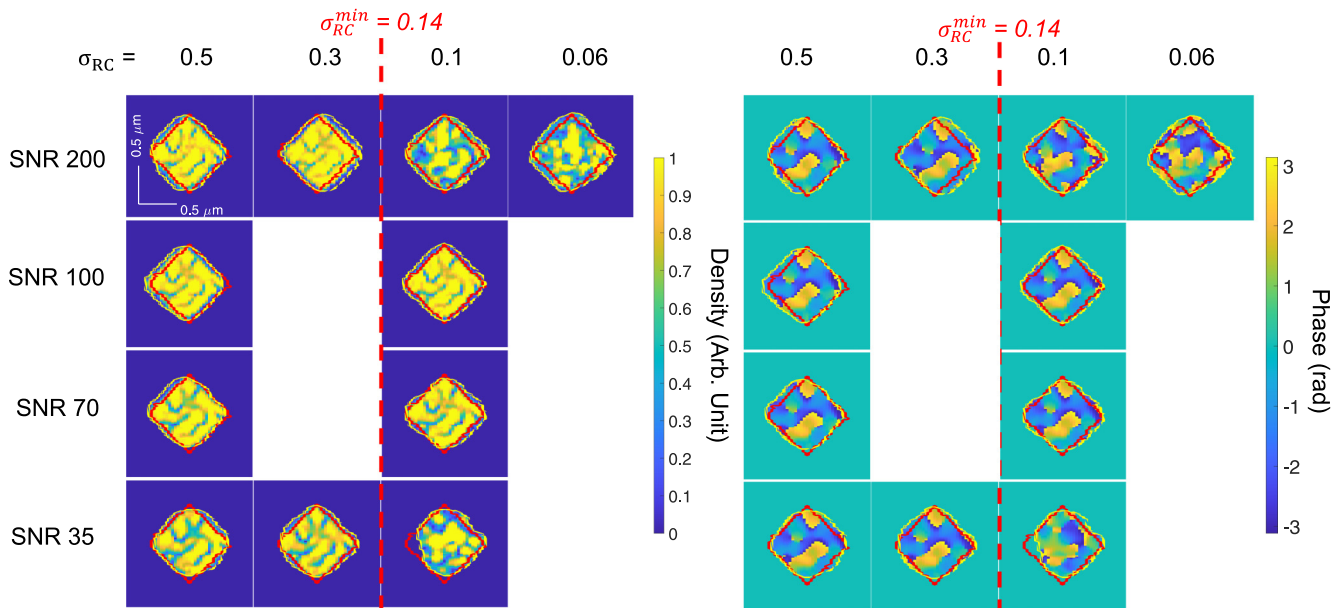 σ_RC^min = 0.14
σ_RC = 0.5 0.3 0.1 0.06
SNR 200
0.5 μm
0.5 μm
SNR 100
SNR 70
SNR 35
1
0.9
0.8
0.7
0.6
0.5
0.4
0.3
0.2
0.1
0
Density (Arb. Unit)
σ_RC^min = 0.14
0.5 0.3 0.1 0.06
3
2
1
0
-1
-2
-3
Phase (rad)